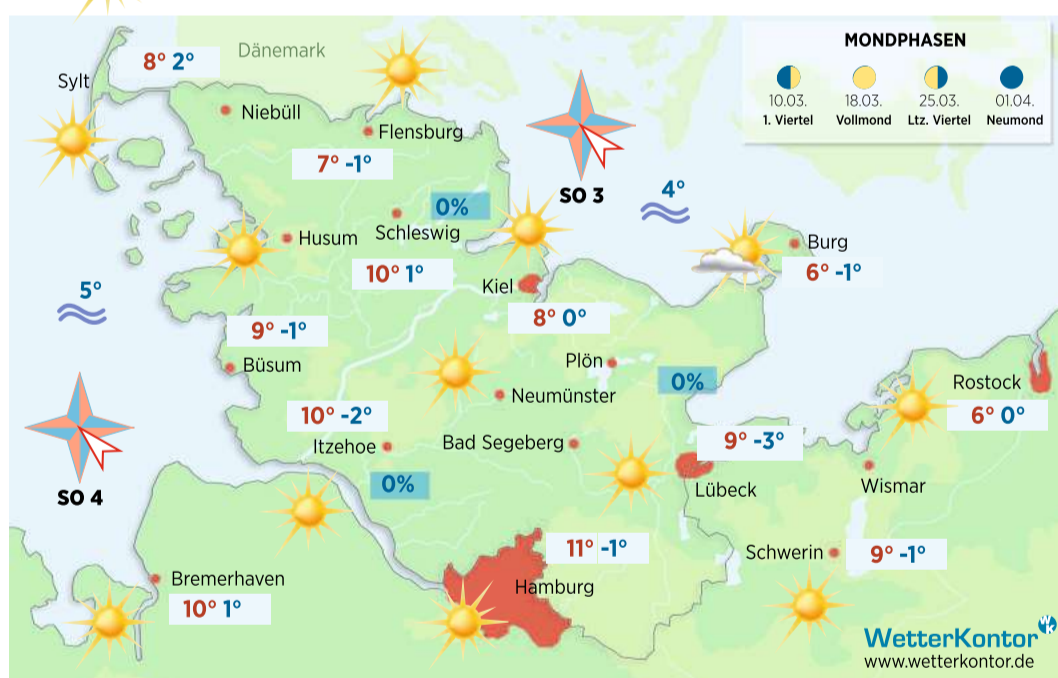 MONDPHASEN
10.03. 18.03. 25.03. 01.04.
1. Viertel Vollmond Ltz. Viertel Neumond
Dänemark
8° 2°
Sylt
Niebüll
Flensburg
7° -1°
SO 3
4°
0%
Schleswig
Husum
10° 1°
Burg
6° -1°
Kiel
8° 0°
5°
9° -1°
Büsum
Plön
0%
Neumünster
Rostock
6° 0°
10° -2°
Itzehoe
Bad Segeberg
9° -3°
Lübeck
Wismar
0%
SO 4
11° -1°
Hamburg
Schwerin
9° -1°
Bremerhaven
10° 1°
WetterKontor
WK
www.wetterkontor.de